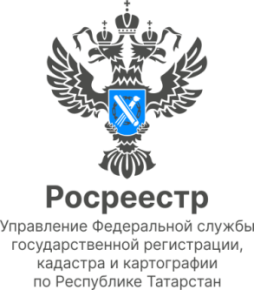 Росреестр
Управление Федеральной службы
государственной регистрации,
кадастра и картографии
по Республике Татарстан